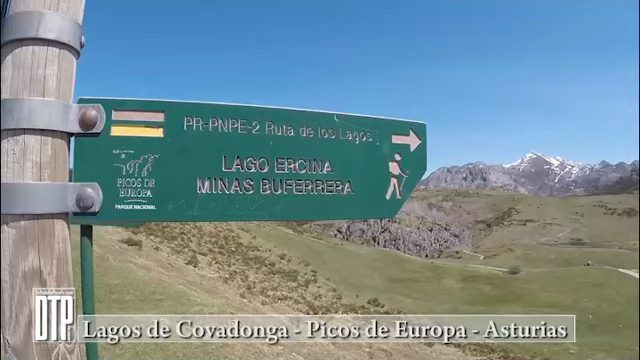 PR-PNPE-2 Ruta de los Lagos
LAGO ERCINA
MINAS BUFERRERA
PICOS DE
EUROPA
PARQUE NACIONAL
DTP
Lagos de Covadonga - Picos de Europa - Asturias